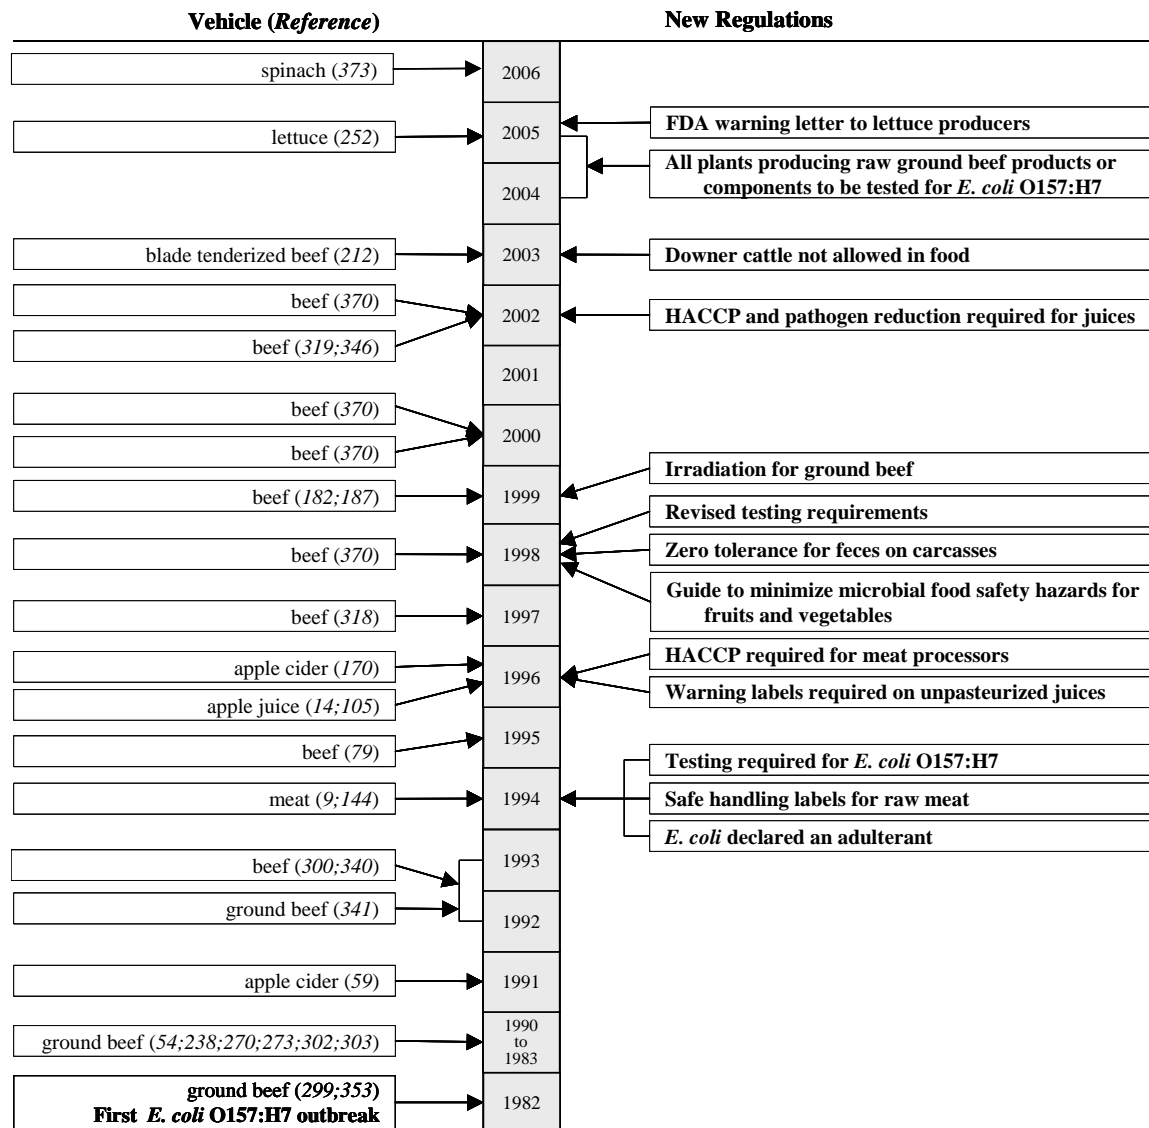 Vehicle (Reference)
New Regulations
spinach (373)
2006
lettuce (252)
2005
FDA warning letter to lettuce producers
All plants producing raw ground beef products or
components to be tested for E. coli O157:H7
2004
blade tenderized beef (212)
2003
Downer cattle not allowed in food
beef (370)
2002
HACCP and pathogen reduction required for juices
beef (319;346)
2001
beef (370)
2000
beef (370)
Irradiation for ground beef
beef (182;187)
1999
Revised testing requirements
beef (370)
1998
Zero tolerance for feces on carcasses
Guide to minimize microbial food safety hazards for
fruits and vegetables
beef (318)
1997
HACCP required for meat processors
apple cider (170)
1996
Warning labels required on unpasteurized juices
apple juice (14;105)
beef (79)
1995
Testing required for E. coli O157:H7
meat (9;144)
1994
Safe handling labels for raw meat
E. coli declared an adulterant
beef (300;340)
1993
ground beef (341)
1992
apple cider (59)
1991
ground beef (54;238;270;273;302;303)
1990
to
1983
ground beef (299;353)
First E. coli O157:H7 outbreak
1982